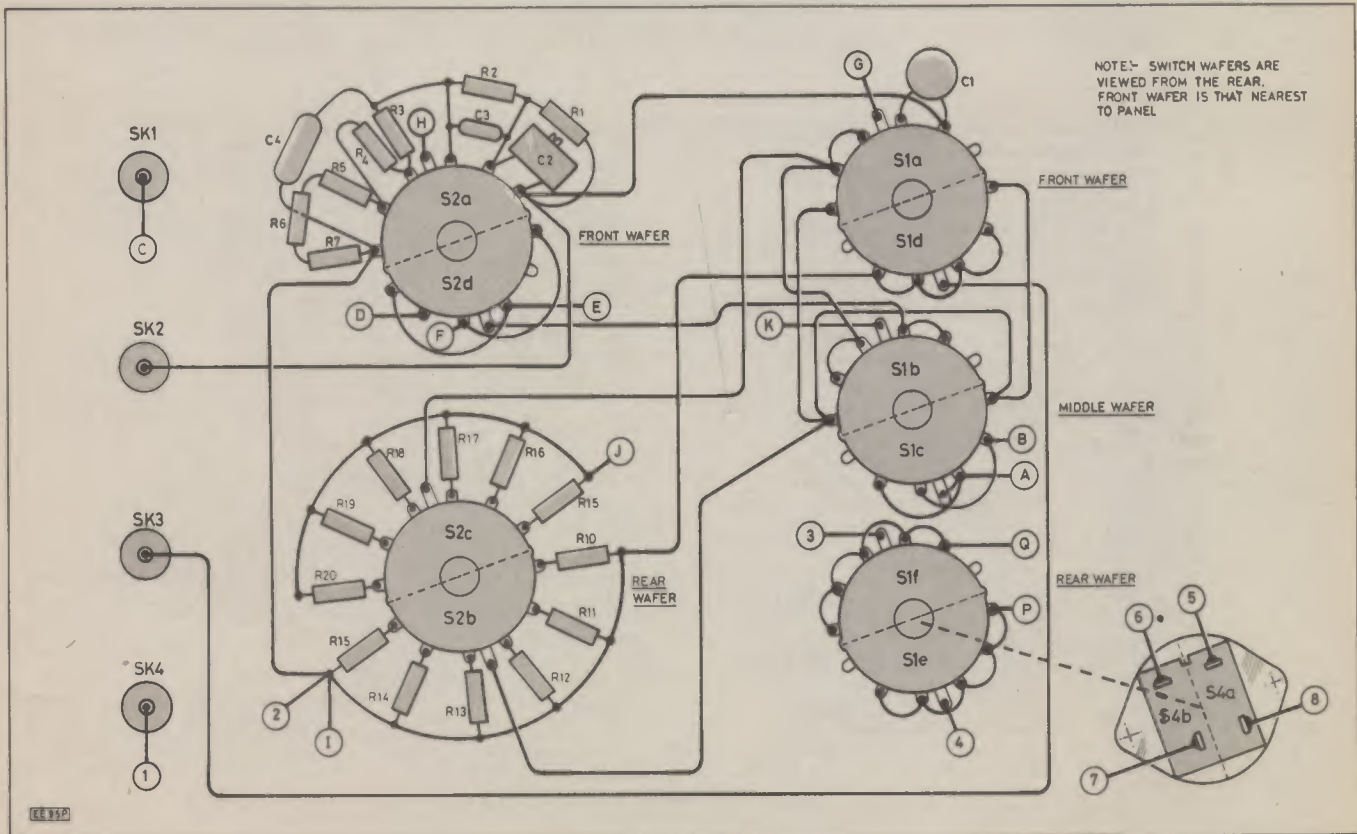 NOTE:- SWITCH WAFERS ARE
VIEWED FROM THE REAR.
FRONT WAFER IS THAT NEAREST
TO PANEL
SK1
C
SK2
SK3
SK4
1
C4
R3
R4
H
R2
C3
R1
C2
R5
R6
R7
S2a
S2d
FRONT WAFER
D
F
E
G
C1
S1a
S1d
FRONT WAFER
K
S1b
S1c
MIDDLE WAFER
B
A
R18
R17
R16
J
R15
R19
R20
R10
S2c
S2b
REAR
WAFER
R15
R11
R14
R13
R12
2
I
3
Q
S1f
S1e
REAR WAFER
P
4
6
5
S4a
S4b
8
7
EE95P